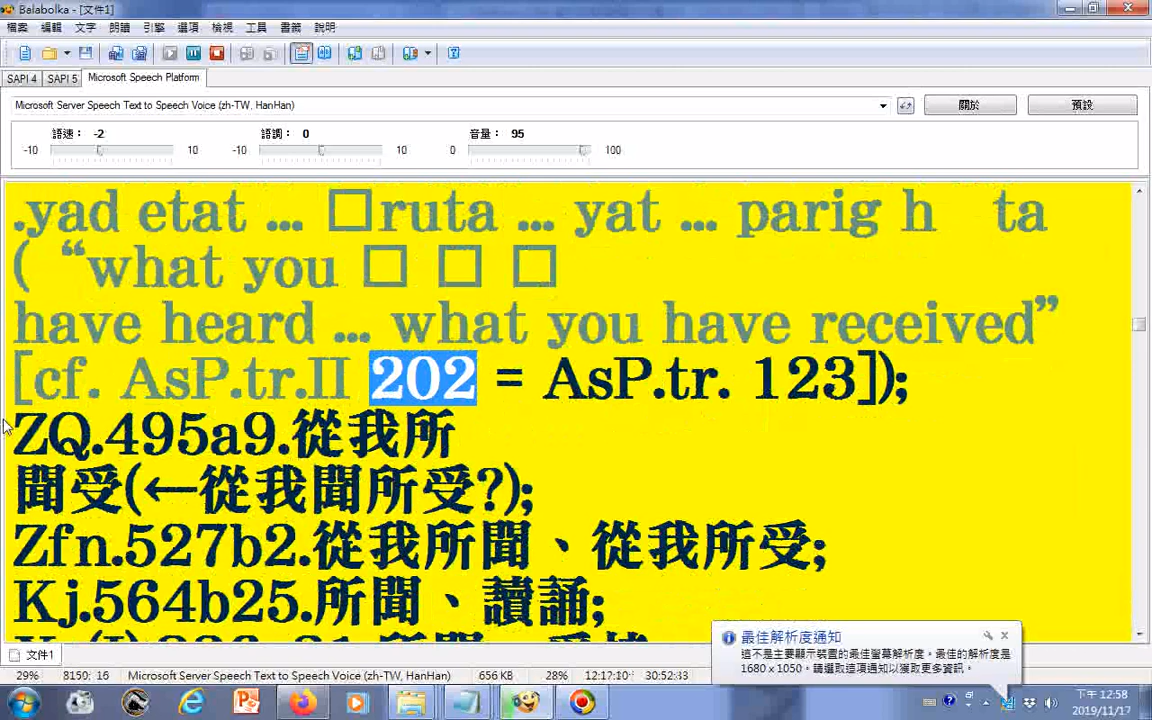 Balabolka - [文件1]
檔案 編輯 文字 朗讀 引擎 選項 檢視 工具 書籤 說明
SAPI 4 SAPI 5 Microsoft Speech Platform
Microsoft Server Speech Text to Speech Voice (zh-TW, HanHan) 關於 預設
語速： -2 語調： 0 音量： 95
-10 10 -10 10 0 100
.yad etat ... □ruta ... yat ... parig h ta
( “what you □ □ □
have heard ... what you have received”
[cf. AsP.tr.II 202 = AsP.tr. 123]);
ZQ.495a9.從我所
聞受(←從我聞所受?);
Zfn.527b2.從我所聞、從我所受;
Kj.564b25.所聞、讀誦;
最佳解析度通知
這不是主要顯示裝置的最佳螢幕解析度。最佳的解析度是
1680 x 1050。請選取這項通知以獲取更多資訊。
文件1
29% 8150; 16 Microsoft Server Speech Text to Speech Voice (zh-TW, HanHan) 656 KB 28% 12:17:10 30:52:33
下午 12:58
2019/11/17